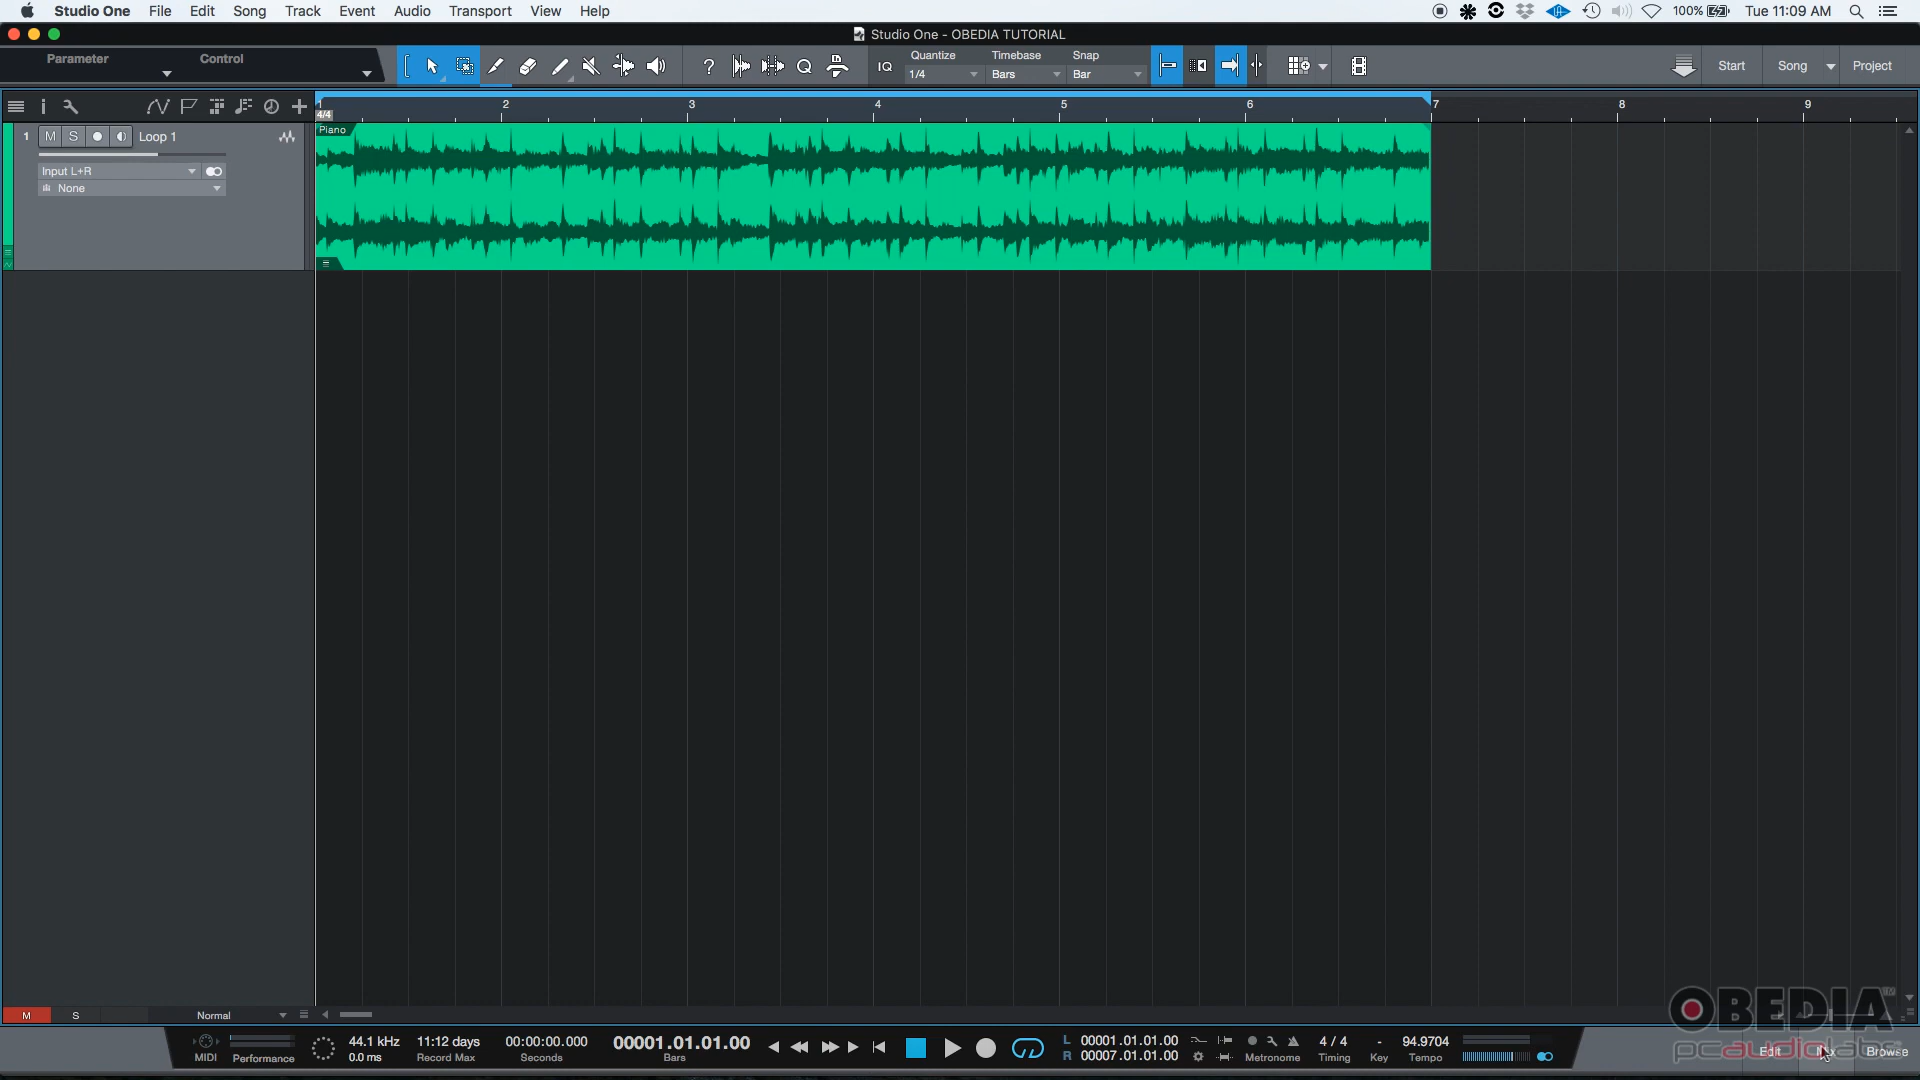 Studio One File Edit Song Track Event Audio Transport View Help 100% Tue 11:09 AM
Studio One - OBEDIA TUTORIAL
Parameter Control
IQ Quantize Timebase Snap
1/4 Bars Bar
Start Song Project
1 2 3 4 5 6 7 8 9
4/4
1 M S Loop 1
Piano
Input L+R
None
M S Normal
OBEDIA
pcaudiolabs
MIDI Performance
44.1 kHz 11:12 days 00:00:00.000 00001.01.01.00
0.0 ms Record Max Seconds Bars
L 00001.01.01.00
R 00007.01.01.00
Metronome
4 / 4 - 94.9704
Timing Key Tempo
Edit Mix Browse